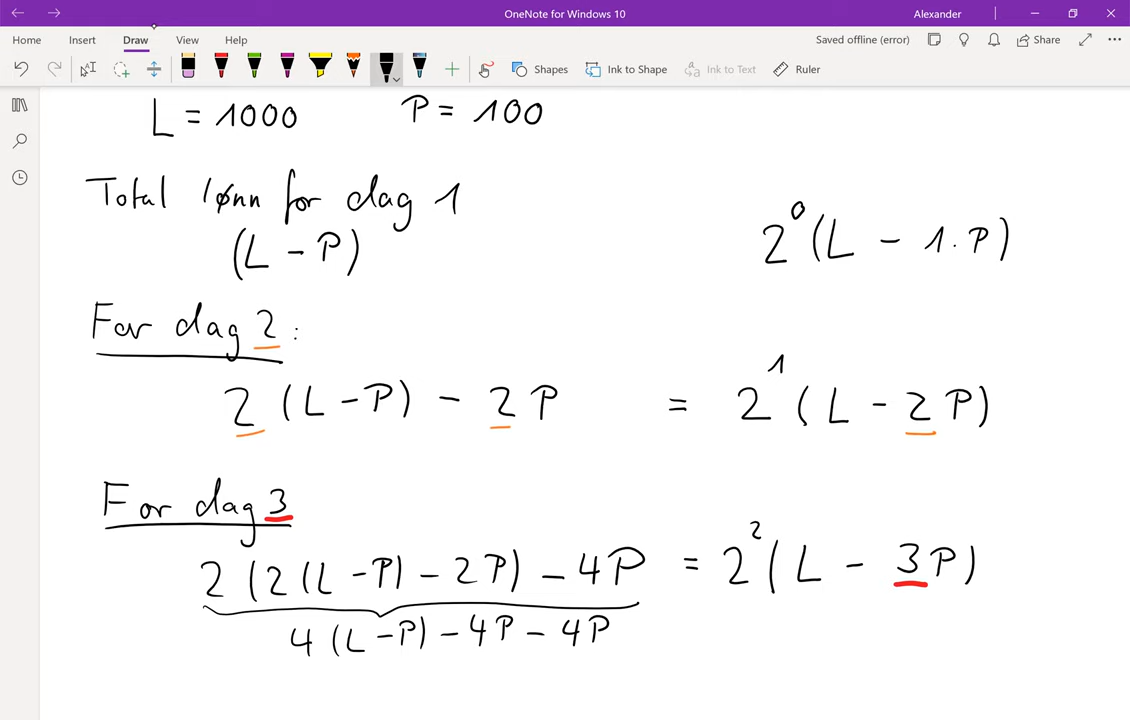 OneNote for Windows 10
Alexander
Home Insert Draw View Help
Saved offline (error) Share
Shapes Ink to Shape Ink to Text Ruler
L = 1000 P = 100
Total lønn for dag 1
(L - P) 2⁰(L - 1·P)
For dag 2:
2(L-P) - 2P = 2¹(L - 2P)
For dag 3
2(2(L-P) - 2P) - 4P = 2²(L - 3P)
4(L-P) - 4P - 4P